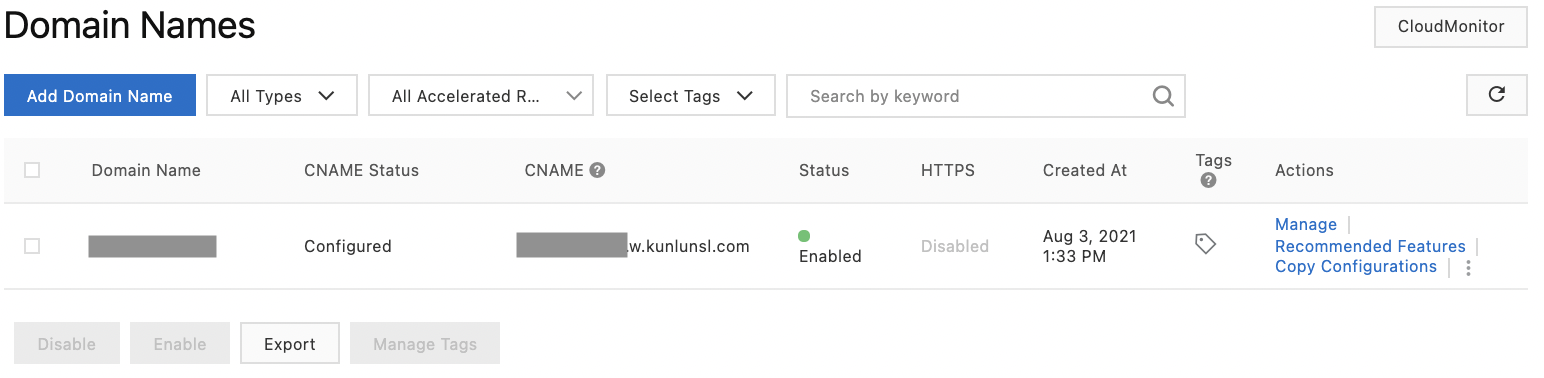 Domain Names
CloudMonitor
Add Domain Name
All Types
All Accelerated R...
Select Tags
Search by keyword
Domain Name
CNAME Status
CNAME ?
Status
HTTPS
Created At
Tags ?
Actions
Configured
.w.kunlunsl.com
Enabled
Disabled
Aug 3, 2021
1:33 PM
Manage
Recommended Features
Copy Configurations
Disable
Enable
Export
Manage Tags